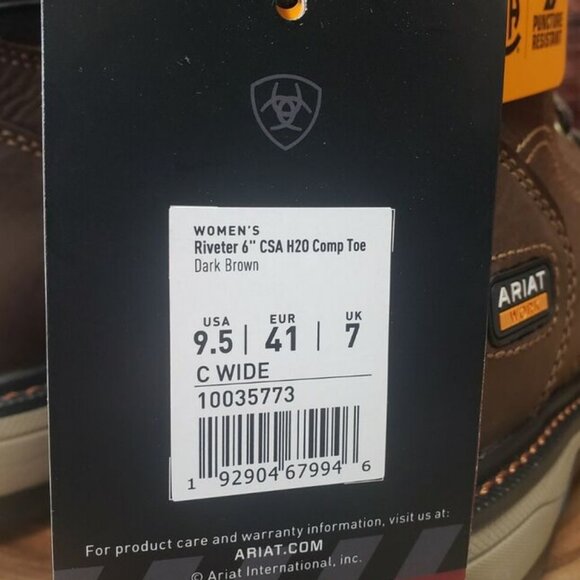 PUNCTURE
RESISTANT
WOMEN'S
Riveter 6" CSA H20 Comp Toe
Dark Brown
USA EUR UK
9.5 | 41 | 7
C WIDE
10035773
1 92904 67994 6
ARIAT
WORK
For care and warranty information, visit us at:
ARIAT.COM
© Ariat International, inc.